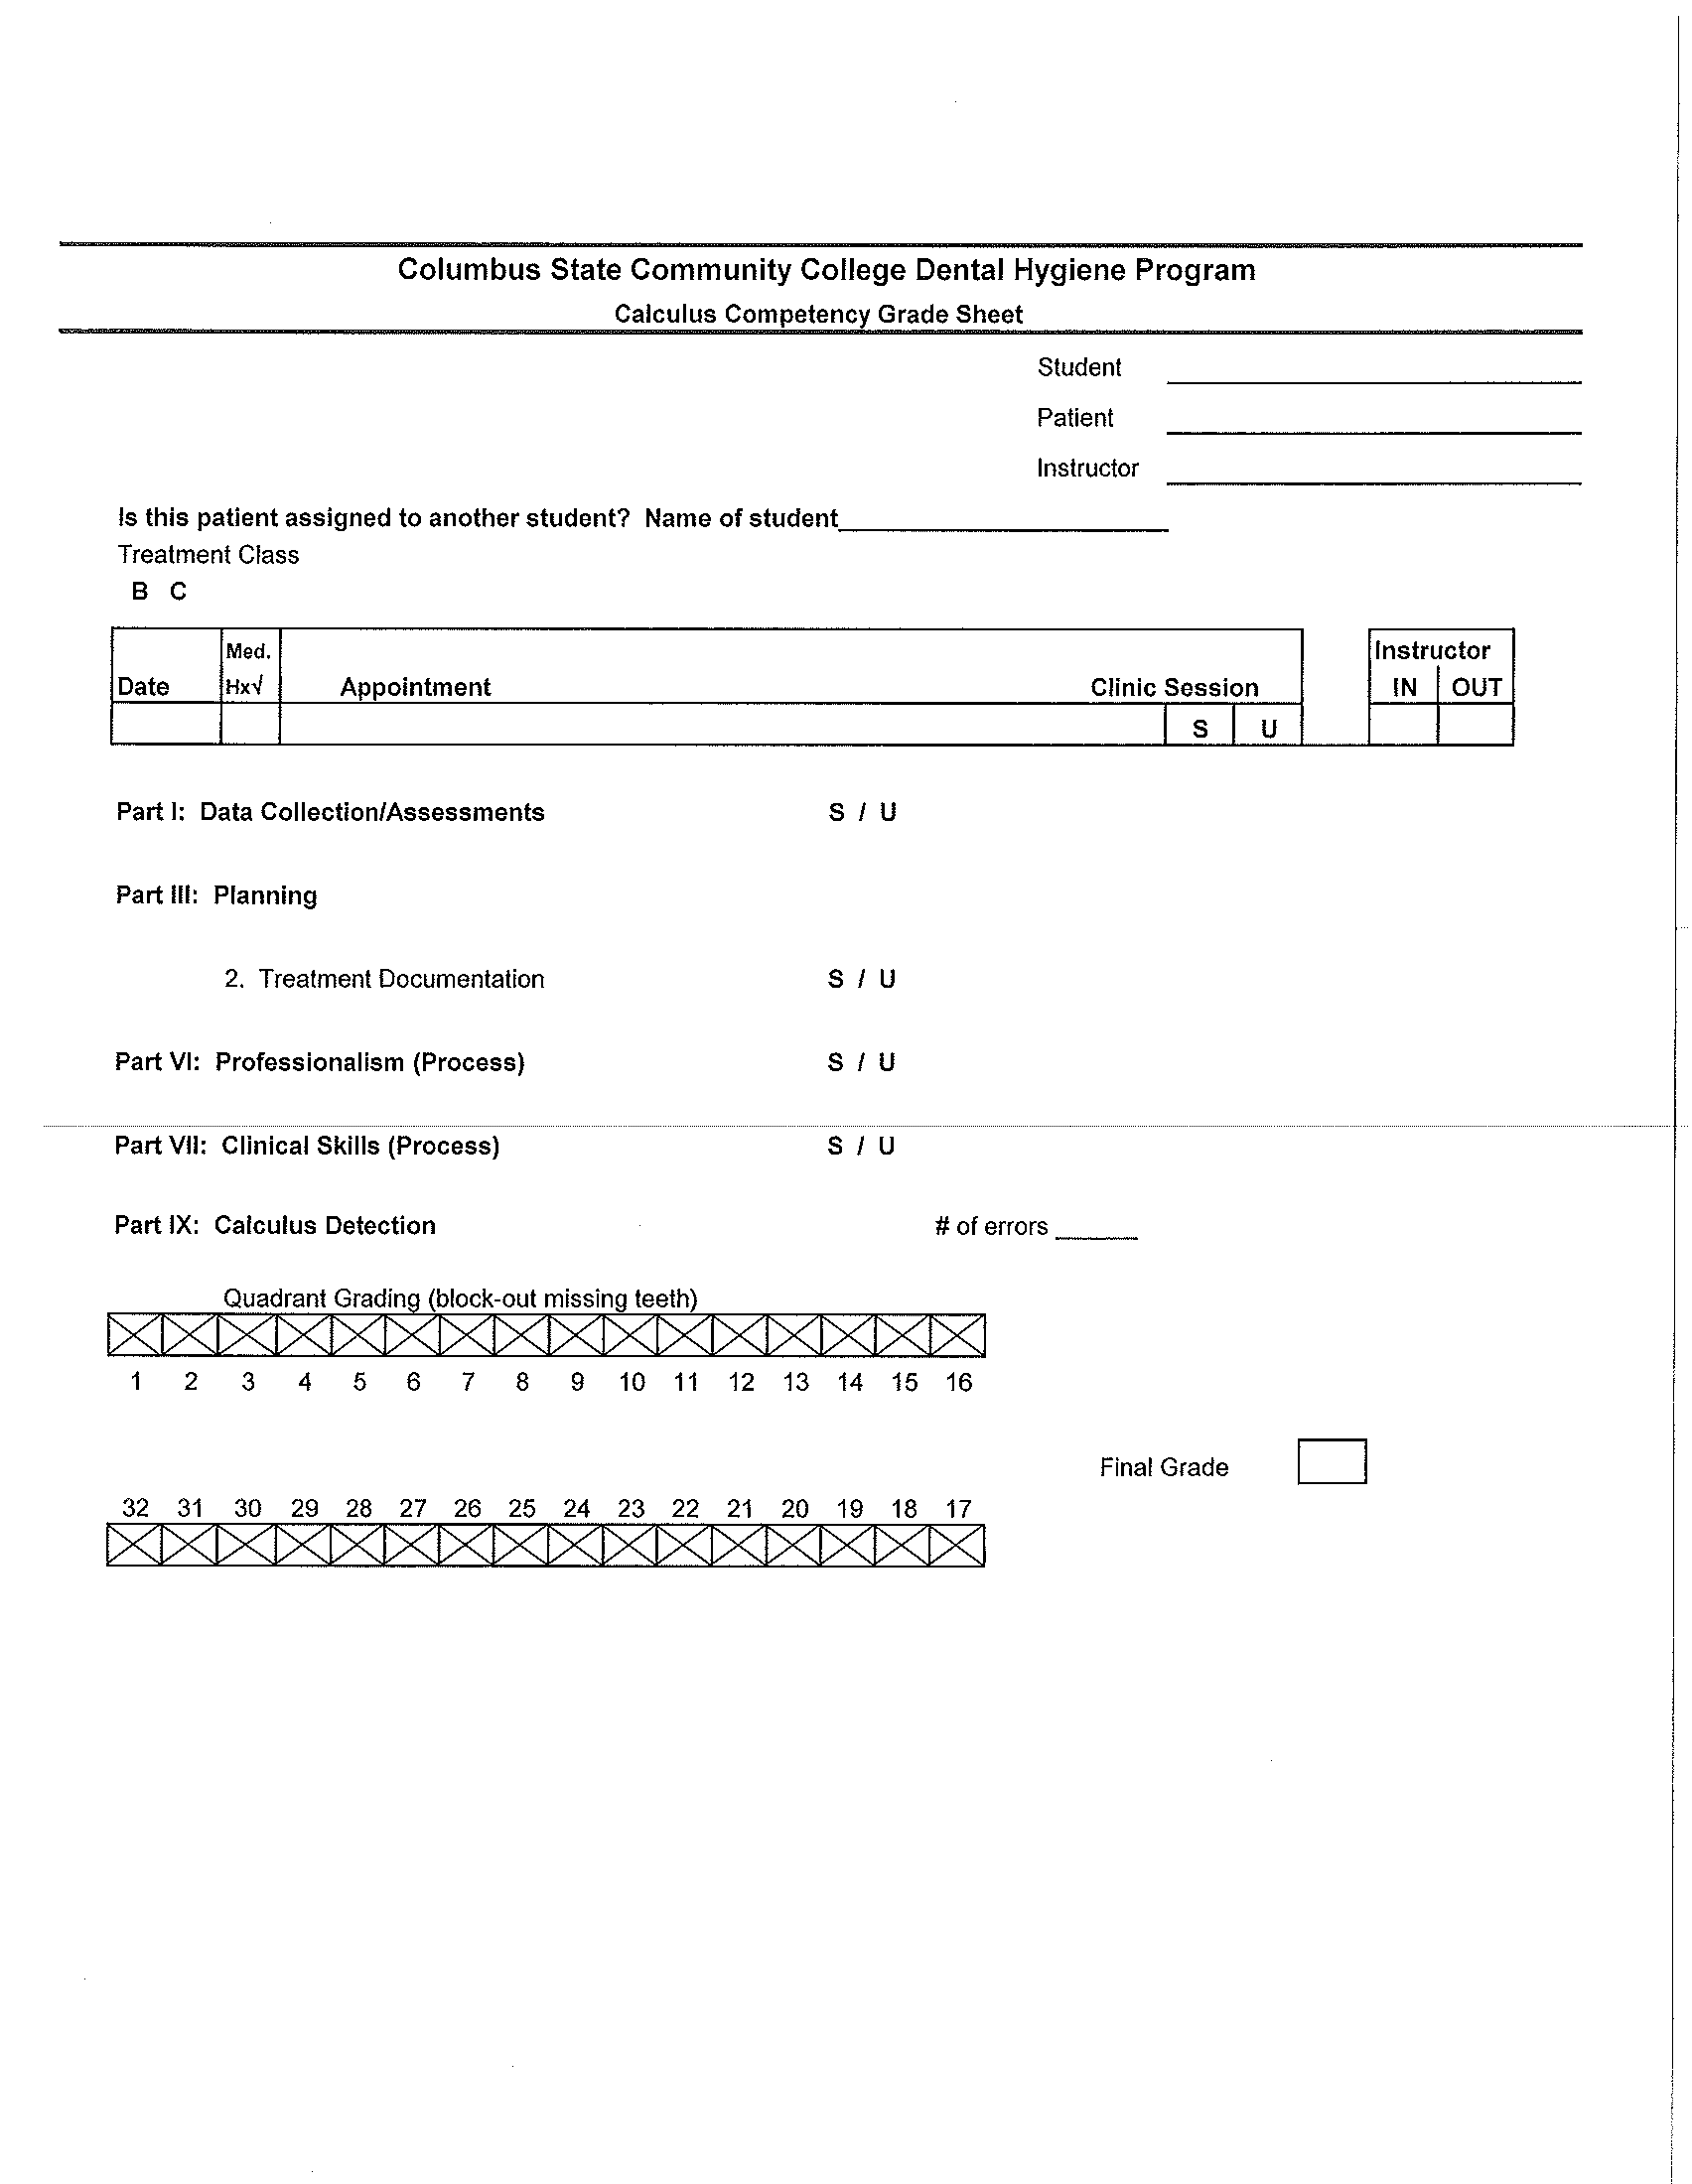 Columbus State Community College Dental Hygiene Program
Calculus Competency Grade Sheet
Student
Patient
Instructor
Is this patient assigned to another student? Name of student
Treatment Class
B C
Med. Instructor
Date Hx√ Appointment Clinic Session IN OUT
S U
Part I: Data Collection/Assessments S / U
Part III: Planning
2. Treatment Documentation S / U
Part VI: Professionalism (Process) S / U
Part VII: Clinical Skills (Process) S / U
Part IX: Calculus Detection # of errors
Quadrant Grading (block-out missing teeth)
1 2 3 4 5 6 7 8 9 10 11 12 13 14 15 16
Final Grade
32 31 30 29 28 27 26 25 24 23 22 21 20 19 18 17